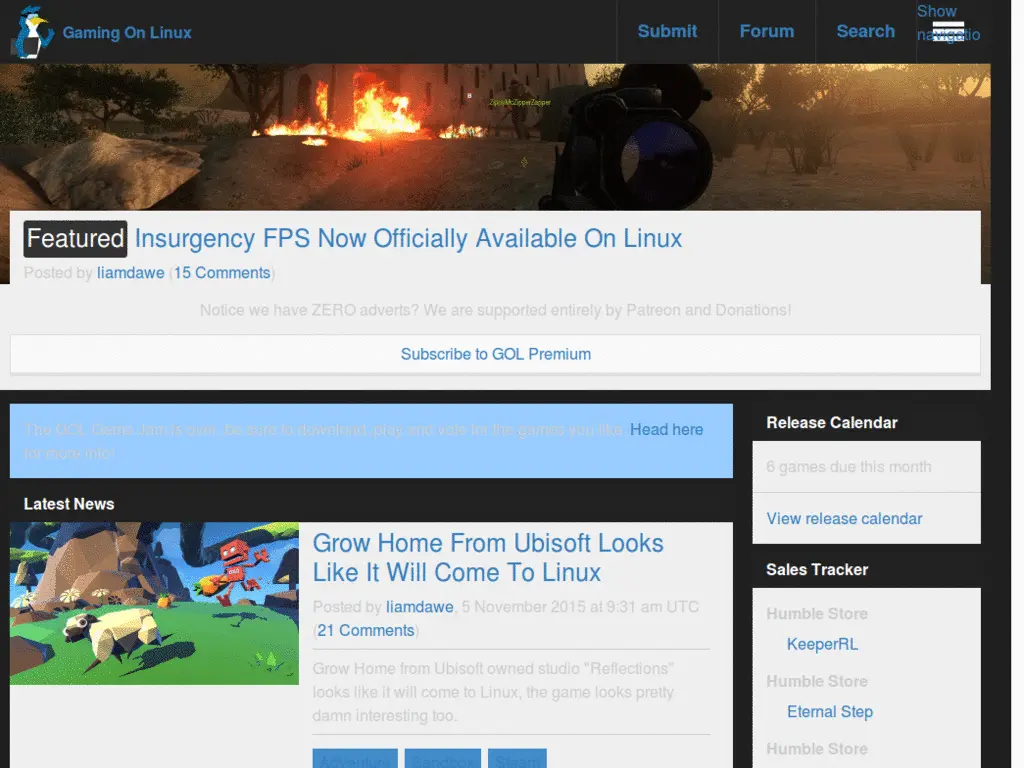 Gaming On Linux
Submit
Forum
Search
Show
navigatio
ZippyMcZipperZapper
Featured Insurgency FPS Now Officially Available On Linux
Posted by liamdawe (15 Comments)
Notice we have ZERO adverts? We are supported entirely by Patreon and Donations!
Subscribe to GOL Premium
The GOL Game Jam is over, be sure to download, play and vote for the games you like. Head here
for more info!
Latest News
Grow Home From Ubisoft Looks
Like It Will Come To Linux
Posted by liamdawe, 5 November 2015 at 9:31 am UTC
(21 Comments)
Grow Home from Ubisoft owned studio "Reflections"
looks like it will come to Linux, the game looks pretty
damn interesting too.
Adventure Sandbox Steam
Release Calendar
6 games due this month
View release calendar
Sales Tracker
Humble Store
KeeperRL
Humble Store
Eternal Step
Humble Store